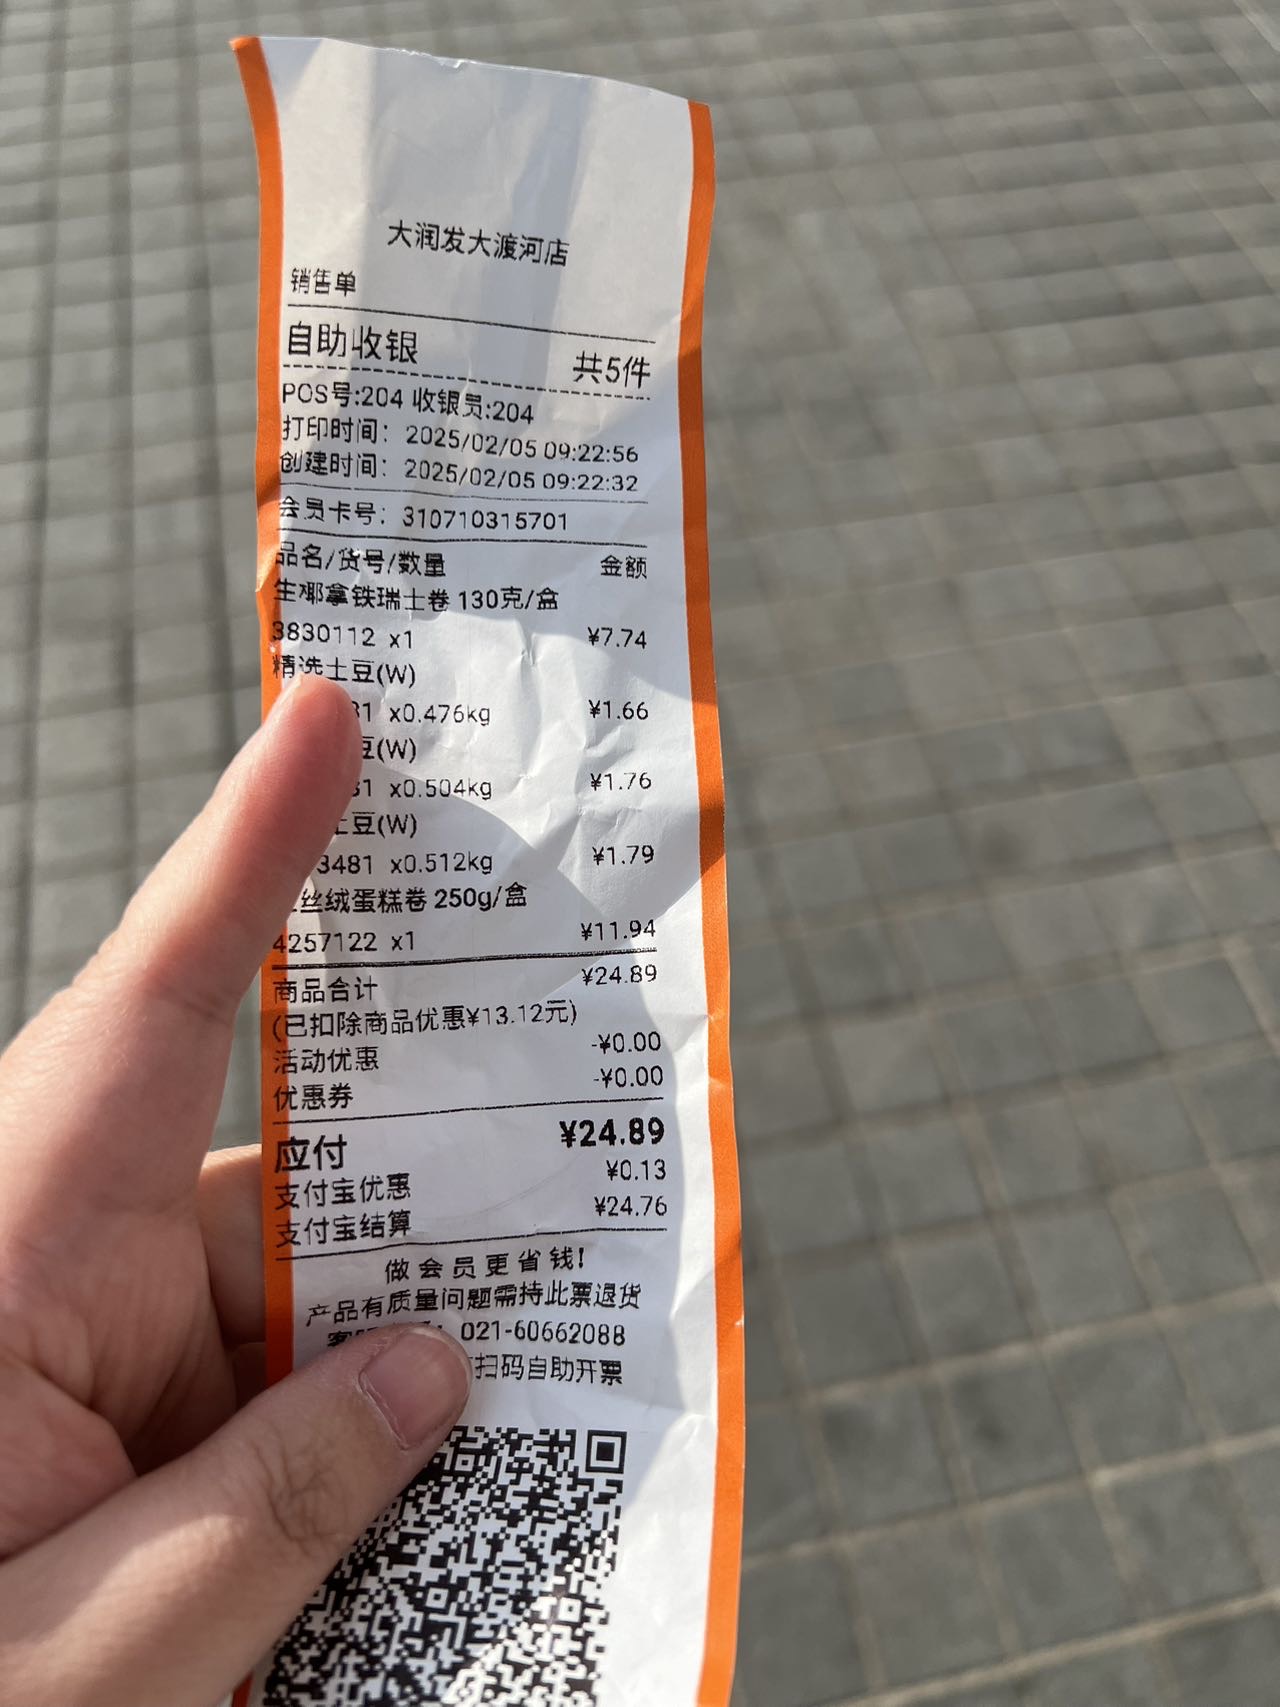 大润发大渡河店
销售单
自助收银 共5件
POS号:204 收银员:204
打印时间: 2025/02/05 09:22:56
创建时间: 2025/02/05 09:22:32
会员卡号: 310710315701
品名/货号/数量 金额
生椰拿铁瑞士卷 130克/盒
3830112 x1 ¥7.74
精选土豆(W)
81 x0.476kg ¥1.66
豆(W)
81 x0.504kg ¥1.76
土豆(W)
3481 x0.512kg ¥1.79
丝绒蛋糕卷 250g/盒
4257122 x1 ¥11.94
商品合计 ¥24.89
(已扣除商品优惠¥13.12元)
活动优惠 -¥0.00
优惠券 -¥0.00
应付 ¥24.89
支付宝优惠 ¥0.13
支付宝结算 ¥24.76
做会员更省钱!
产品有质量问题需持此票退货
021-60662088
扫码自助开票